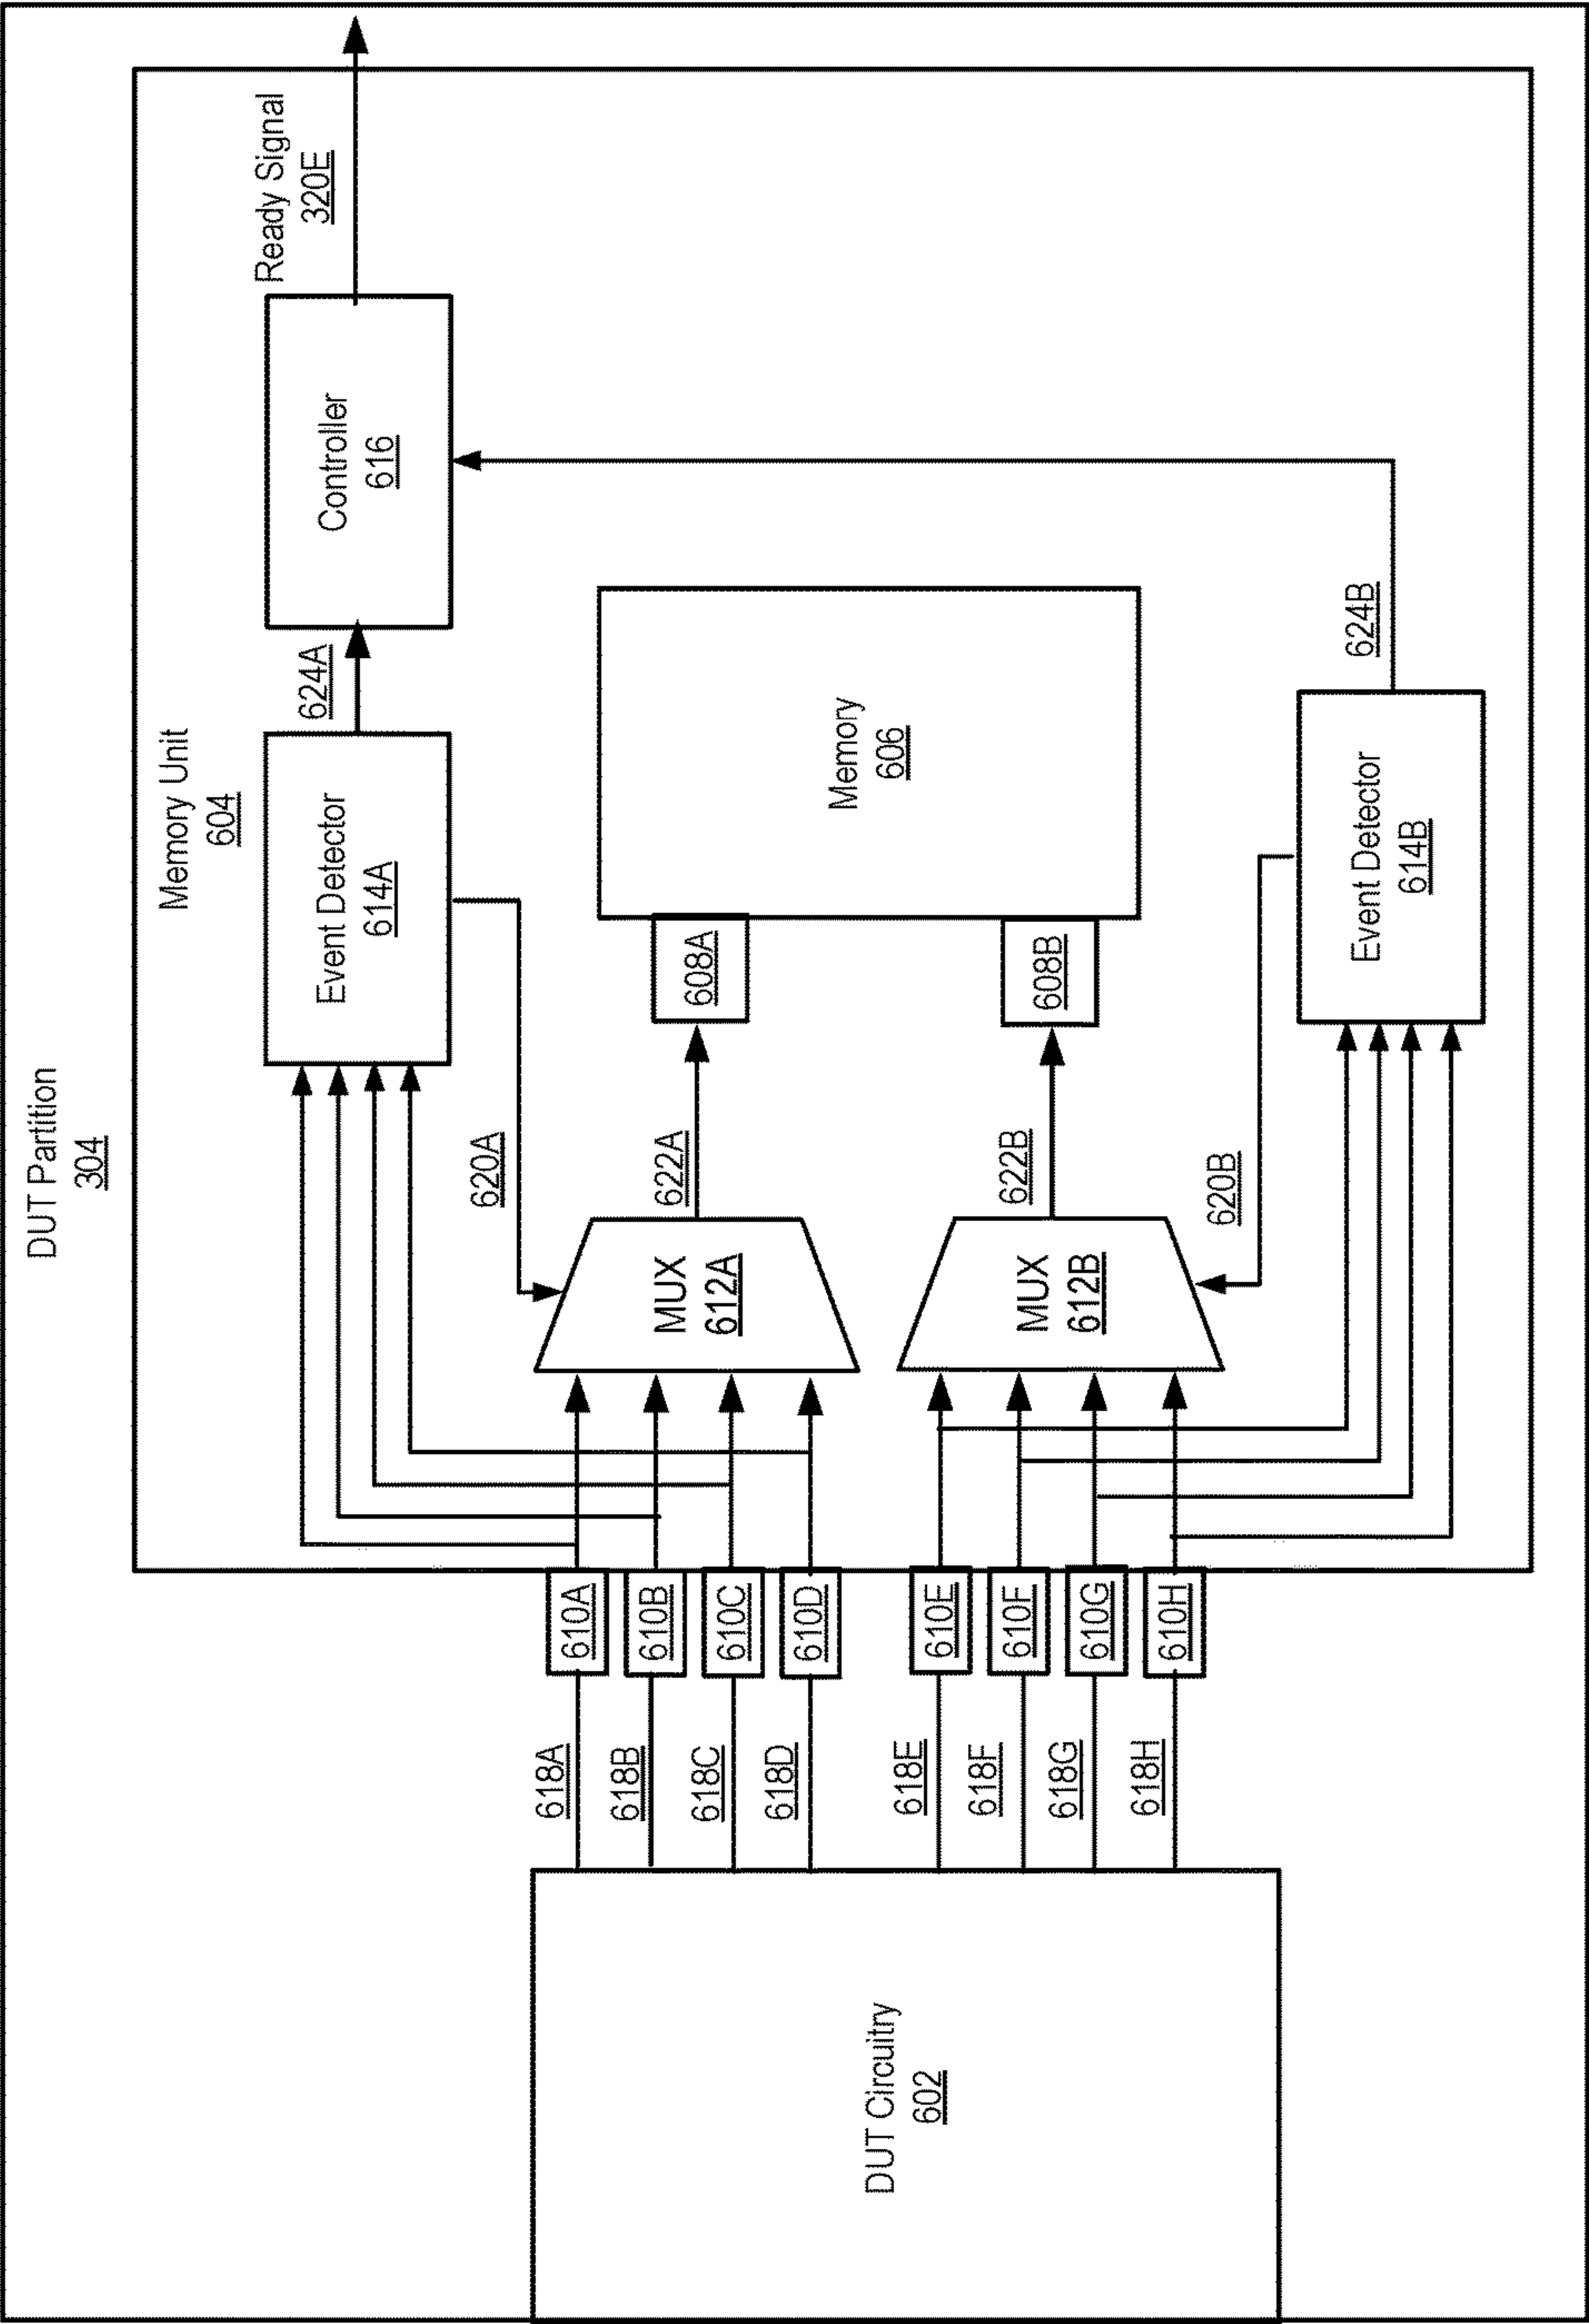 DUT Partition
304
Memory Unit
604
DUT Circuitry
602
618A
618B
618C
618D
618E
618F
618G
618H
610A
610B
610C
610D
610E
610F
610G
610H
MUX
612A
MUX
612B
620A
622A
622B
620B
608A
608B
Event Detector
614A
Memory
606
Event Detector
614B
624A
624B
Controller
616
Ready Signal
320E